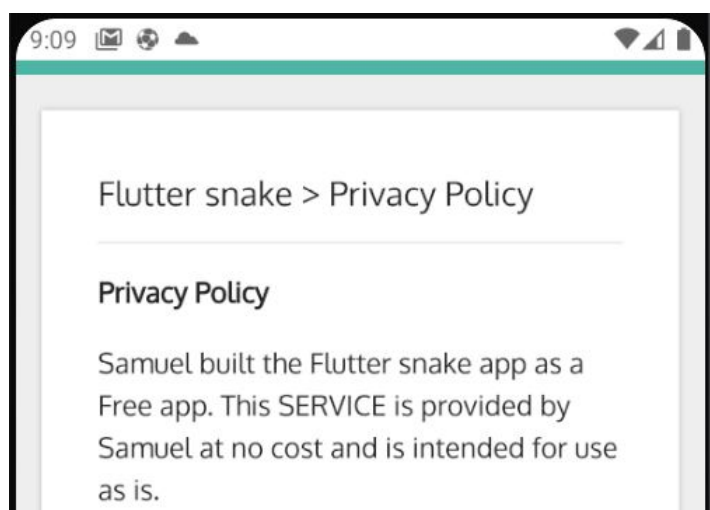 9:09
Flutter snake > Privacy Policy
Privacy Policy
Samuel built the Flutter snake app as a
Free app. This SERVICE is provided by
Samuel at no cost and is intended for use
as is.